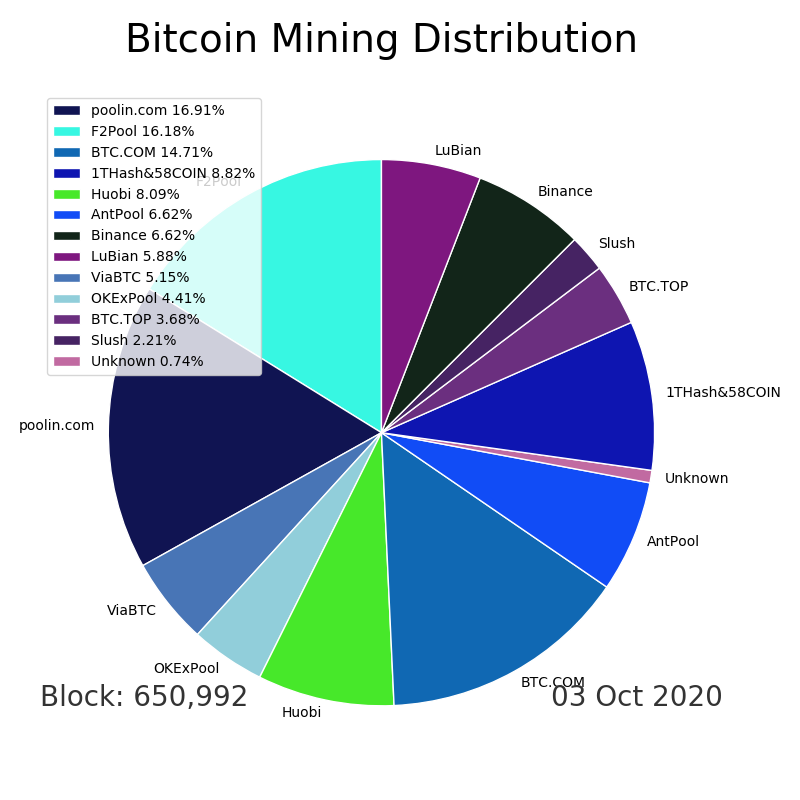 Bitcoin Mining Distribution
poolin.com 16.91%
F2Pool 16.18%
BTC.COM 14.71%
1THash&58COIN 8.82%
Huobi 8.09%
AntPool 6.62%
Binance 6.62%
LuBian 5.88%
ViaBTC 5.15%
OKExPool 4.41%
BTC.TOP 3.68%
Slush 2.21%
Unknown 0.74%
F2Pool
LuBian
Binance
Slush
BTC.TOP
1THash&58COIN
Unknown
AntPool
BTC.COM
Huobi
OKExPool
ViaBTC
poolin.com
Block: 650,992
03 Oct 2020